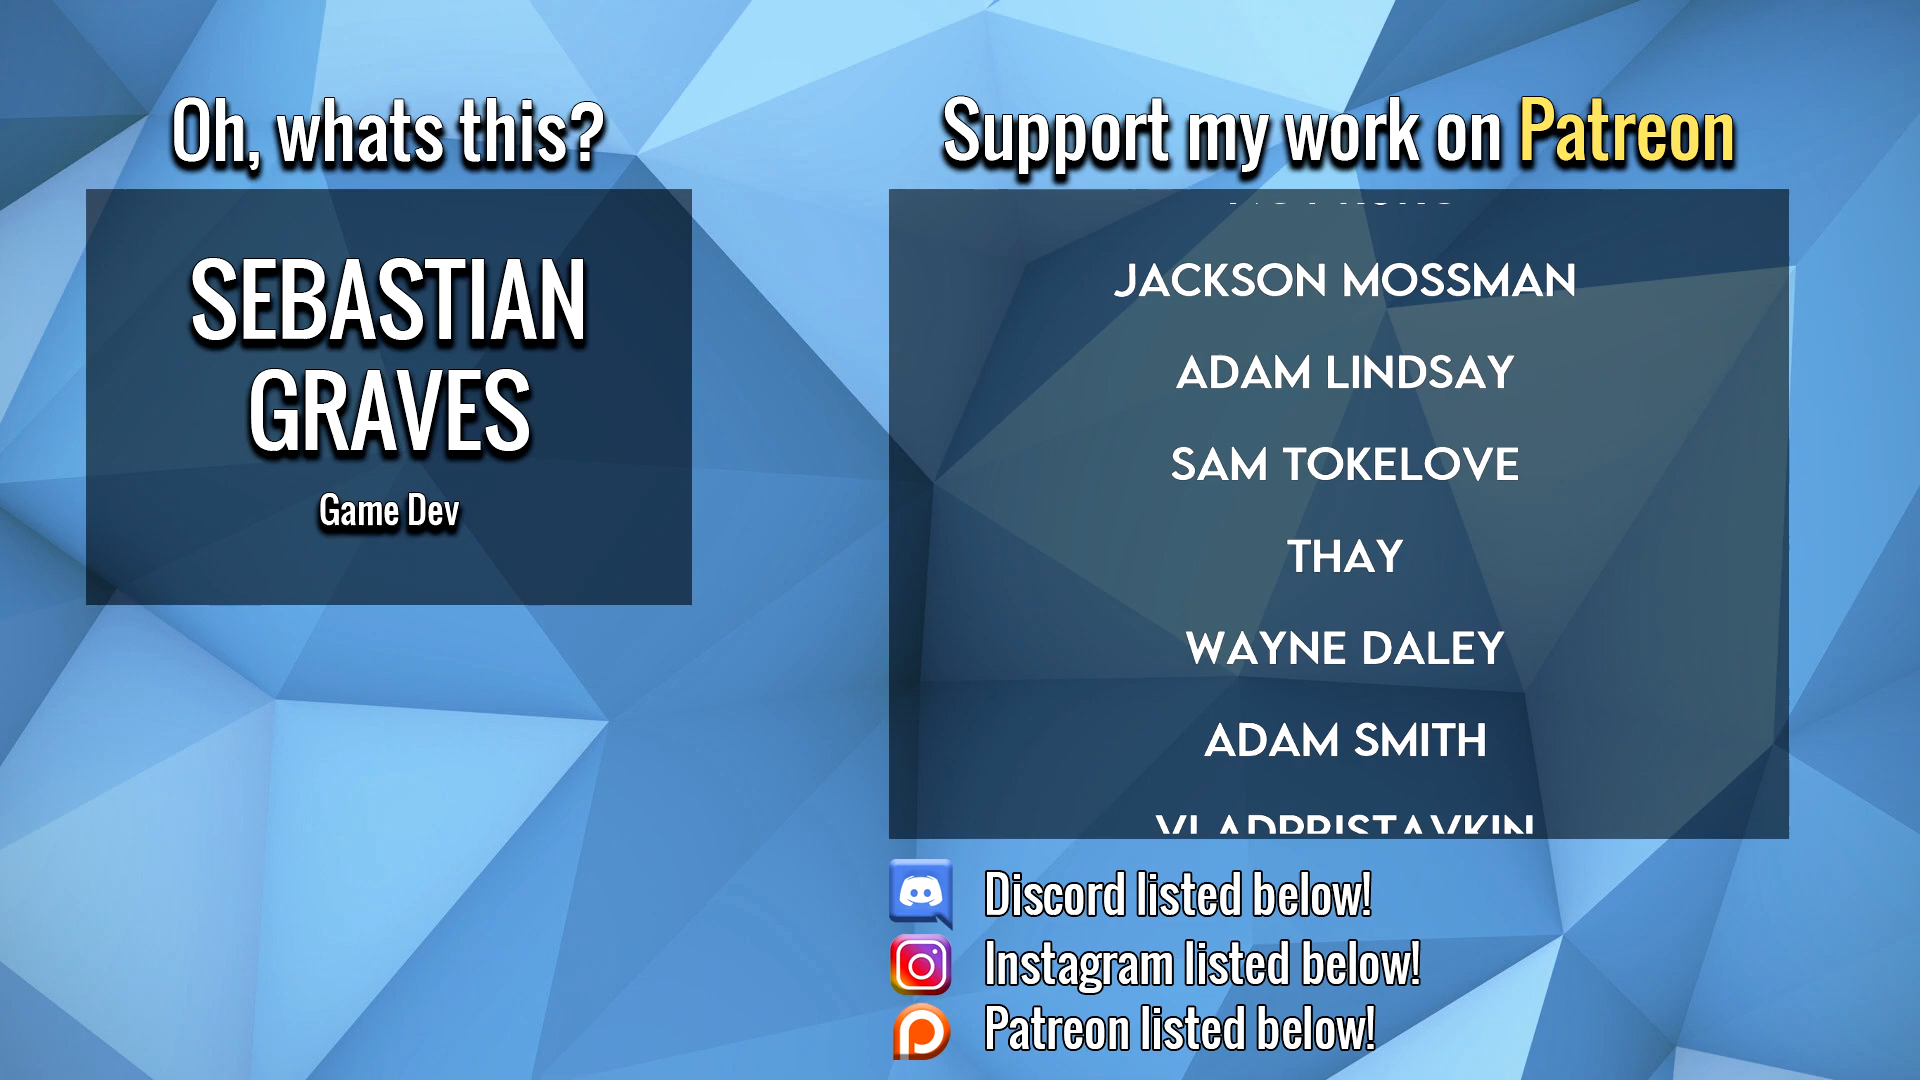 Oh, whats this?
SEBASTIAN
GRAVES
Game Dev
Support my work on Patreon
JACKSON MOSSMAN
ADAM LINDSAY
SAM TOKELOVE
THAY
WAYNE DALEY
ADAM SMITH
VLADPRISTAVKIN
Discord listed below!
Instagram listed below!
Patreon listed below!